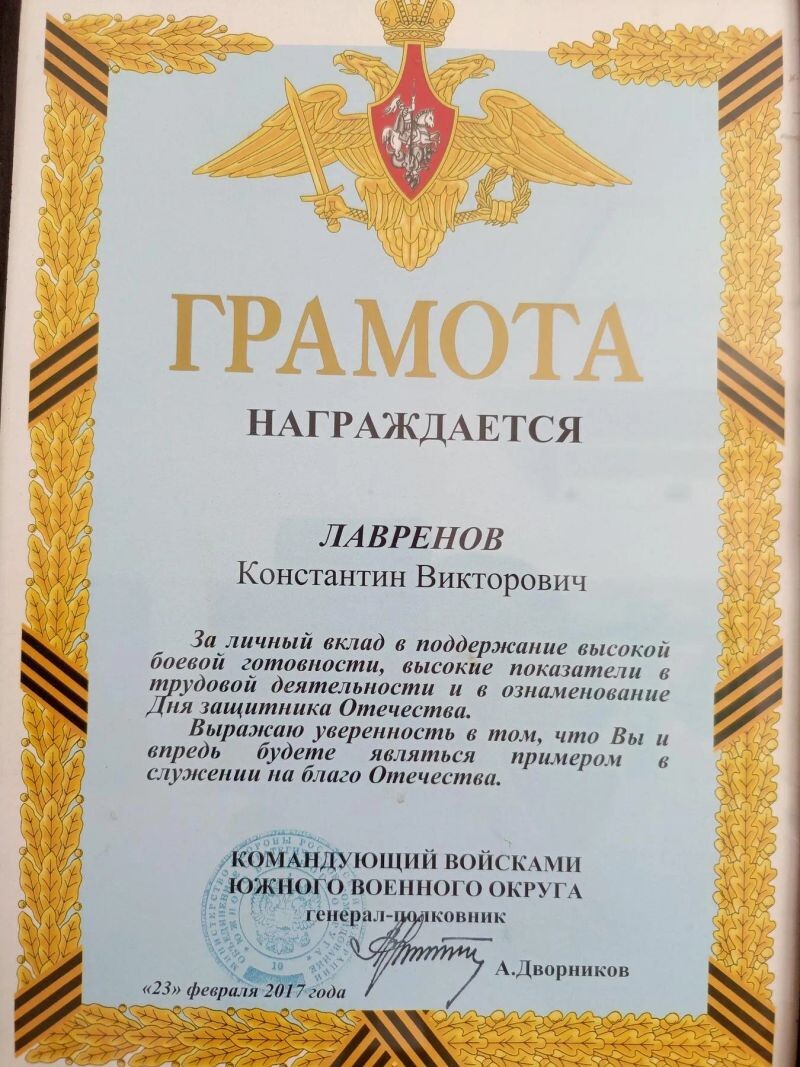 ГРАМОТА
НАГРАЖДАЕТСЯ
ЛАВРЕНОВ
Константин Викторович
За личный вклад в поддержание высокой
боевой готовности, высокие показатели в
трудовой деятельности и в ознаменование
Дня защитника Отечества.
Выражаю уверенность в том, что Вы и
впредь будете являться примером в
служении на благо Отечества.
КОМАНДУЮЩИЙ ВОЙСКАМИ
ЮЖНОГО ВОЕННОГО ОКРУГА
генерал-полковник
А.Дворников
«23» февраля 2017 года
10